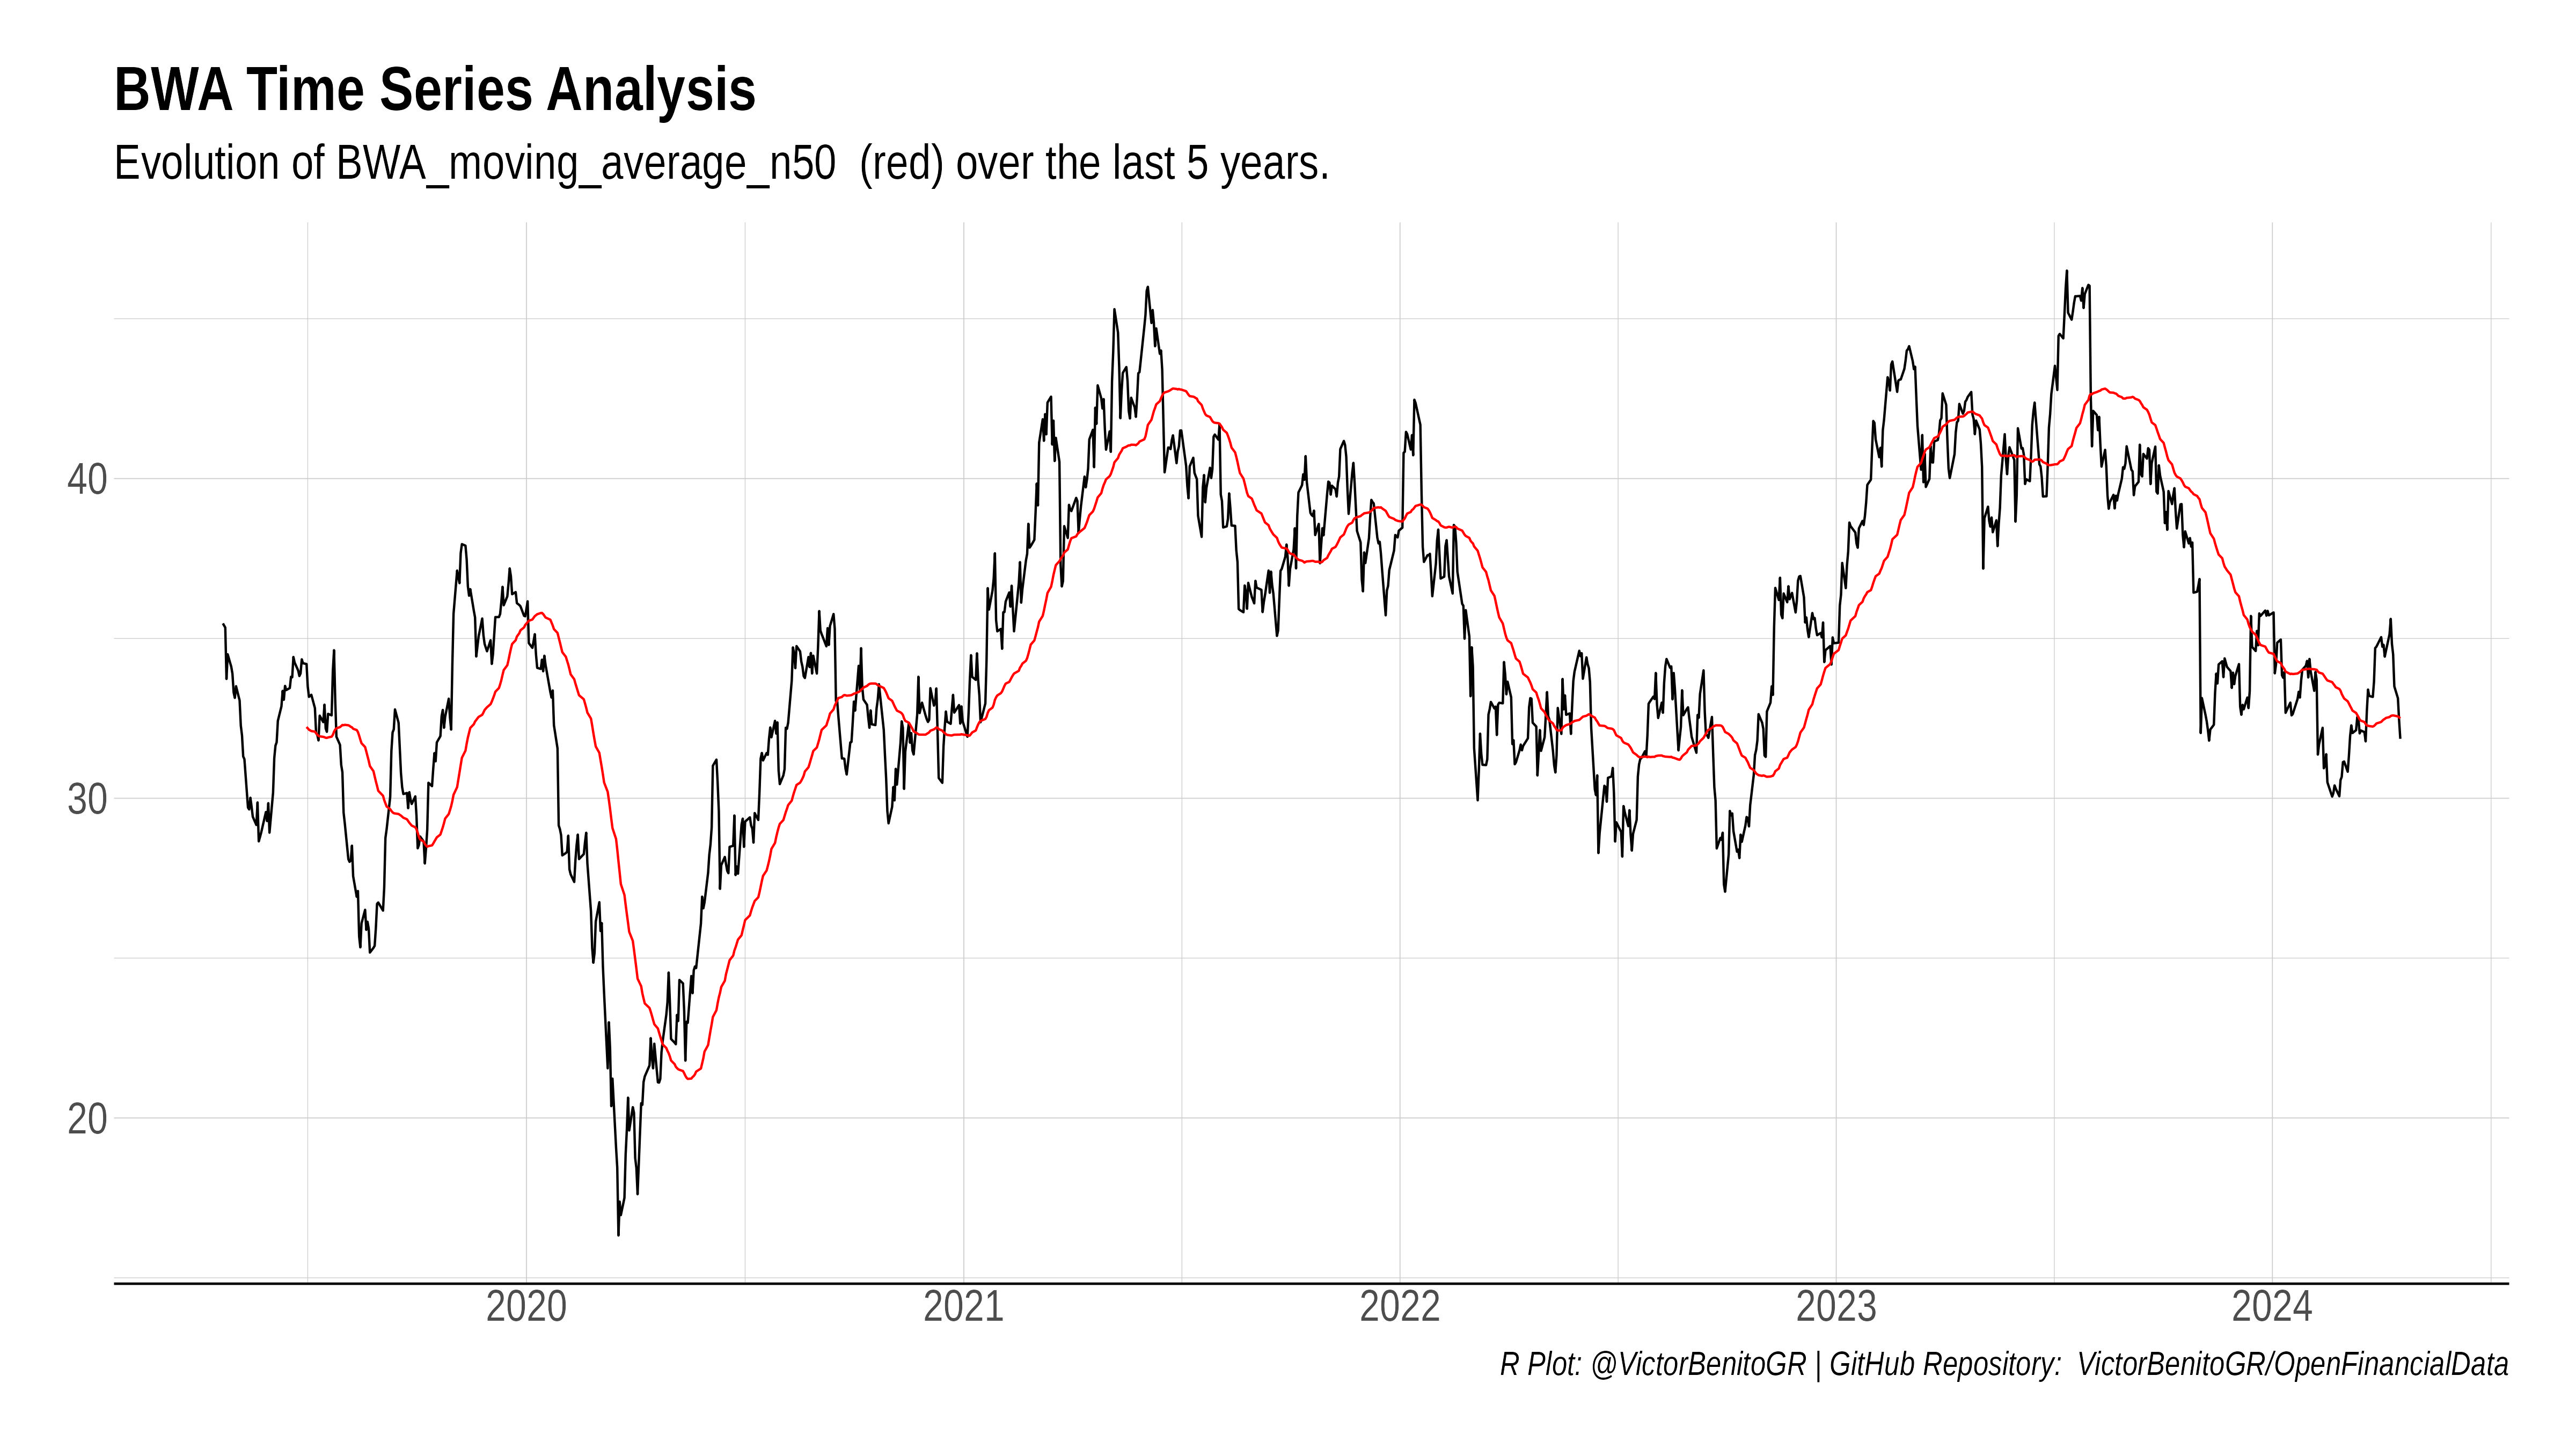 BWA Time Series Analysis
Evolution of BWA_moving_average_n50  (red) over the last 5 years.
40
30
20
2020 2021 2022 2023 2024
R Plot: @VictorBenitoGR | GitHub Repository:  VictorBenitoGR/OpenFinancialData